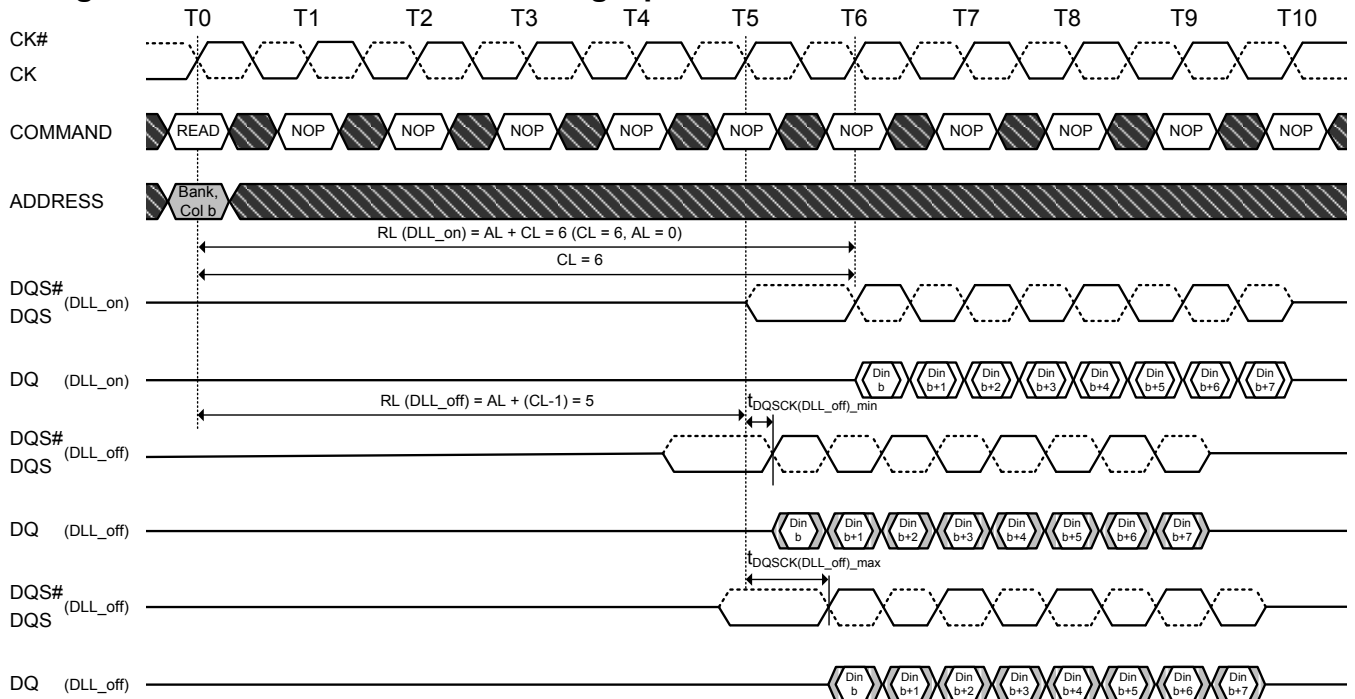 T0 T1 T2 T3 T4 T5 T6 T7 T8 T9 T10
CK#
CK
COMMAND READ NOP NOP NOP NOP NOP NOP NOP NOP NOP NOP
ADDRESS Bank,
Col b
RL (DLL_on) = AL + CL = 6 (CL = 6, AL = 0)
CL = 6
DQS# (DLL_on)
DQS
DQ (DLL_on) Din b Din b+1 Din b+2 Din b+3 Din b+4 Din b+5 Din b+6 Din b+7
RL (DLL_off) = AL + (CL-1) = 5
tDQSCK(DLL_off)_min
DQS# (DLL_off)
DQS
DQ (DLL_off) Din b Din b+1 Din b+2 Din b+3 Din b+4 Din b+5 Din b+6 Din b+7
tDQSCK(DLL_off)_max
DQS# (DLL_off)
DQS
DQ (DLL_off) Din b Din b+1 Din b+2 Din b+3 Din b+4 Din b+5 Din b+6 Din b+7